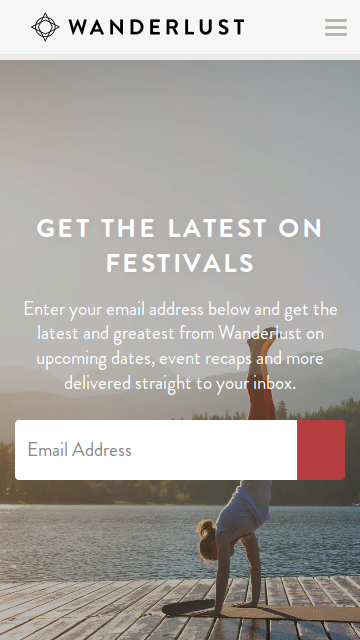 WANDERLUST
GET THE LATEST ON
FESTIVALS
Enter your email address below and get the
latest and greatest from Wanderlust on
upcoming dates, event recaps and more
delivered straight to your inbox.
Email Address